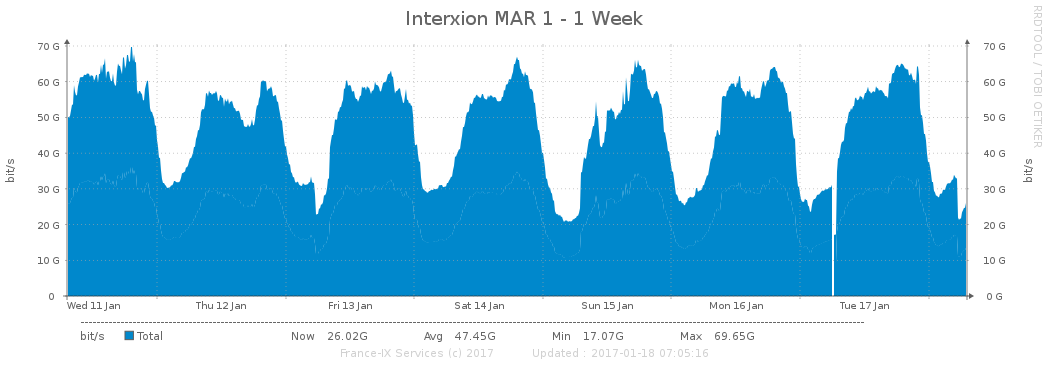 Interxion MAR 1 - 1 Week
RRDTOOL / TOBI OETIKER
bit/s
70 G
60 G
50 G
40 G
30 G
20 G
10 G
0
70 G
60 G
50 G
40 G
30 G
20 G
10 G
0 G
bit/s
Wed 11 Jan Thu 12 Jan Fri 13 Jan Sat 14 Jan Sun 15 Jan Mon 16 Jan Tue 17 Jan
bit/s Total Now 26.02G Avg 47.45G Min 17.07G Max 69.65G
France-IX Services (c) 2017 Updated : 2017-01-18 07:05:16